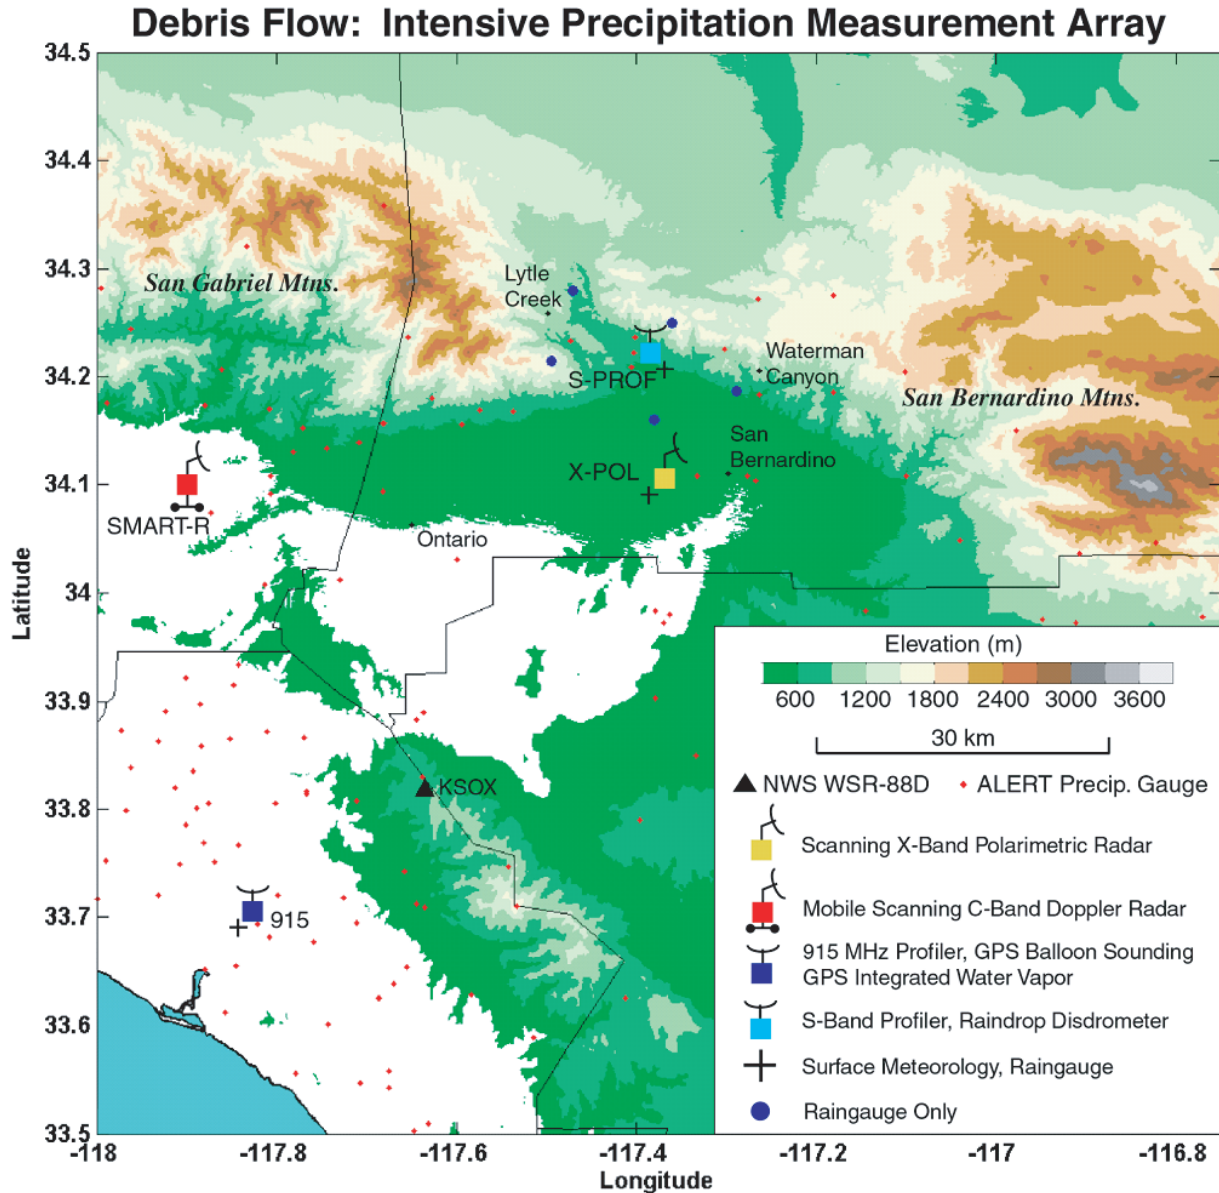 Debris Flow: Intensive Precipitation Measurement Array
34.5
34.4
34.3
34.2
34.1
34
33.9
33.8
33.7
33.6
33.5
Latitude
San Gabriel Mtns.
Lytle
Creek
S-PROF
Waterman
Canyon
San Bernardino Mtns.
X-POL
San
Bernardino
SMART-R
Ontario
KSOX
915
Elevation (m)
600 1200 1800 2400 3000 3600
30 km
NWS WSR-88D
ALERT Precip. Gauge
Scanning X-Band Polarimetric Radar
Mobile Scanning C-Band Doppler Radar
915 MHz Profiler, GPS Balloon Sounding
GPS Integrated Water Vapor
S-Band Profiler, Raindrop Disdrometer
Surface Meteorology, Raingauge
Raingauge Only
-118 -117.8 -117.6 -117.4 -117.2 -117 -116.8
Longitude